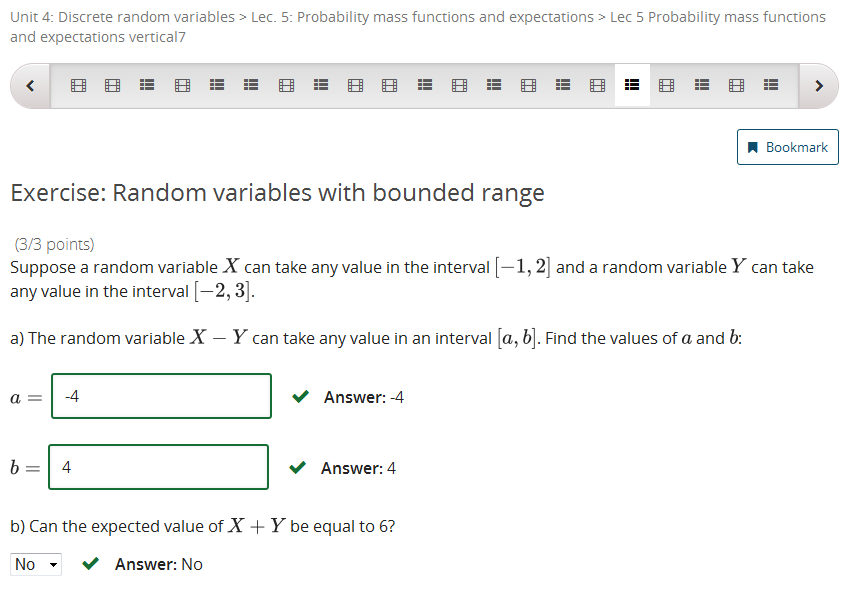 Unit 4: Discrete random variables > Lec. 5: Probability mass functions and expectations > Lec 5 Probability mass functions
and expectations vertical7
Bookmark
Exercise: Random variables with bounded range
(3/3 points)
Suppose a random variable X can take any value in the interval [−1, 2] and a random variable Y can take
any value in the interval [−2, 3].
a) The random variable X − Y can take any value in an interval [a, b]. Find the values of a and b:
a = -4 Answer: -4
b = 4 Answer: 4
b) Can the expected value of X + Y be equal to 6?
No Answer: No